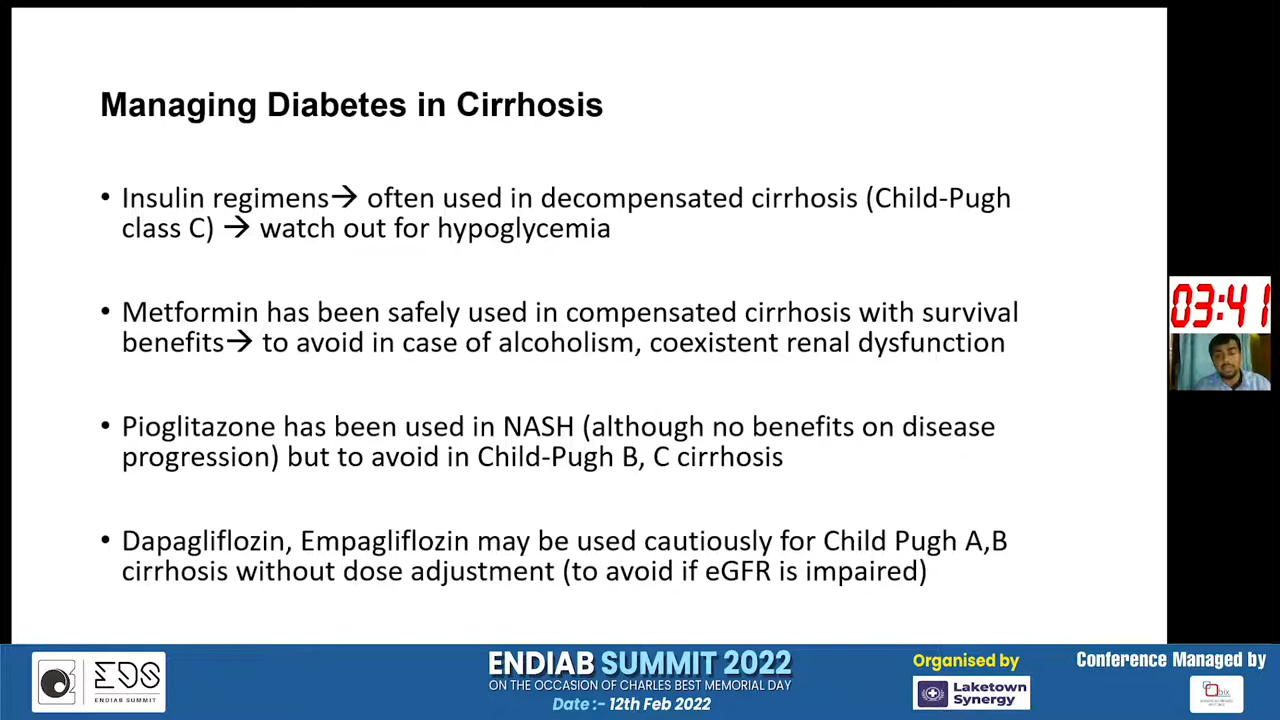 Managing Diabetes in Cirrhosis
• Insulin regimens→ often used in decompensated cirrhosis (Child-Pugh
class C) → watch out for hypoglycemia
• Metformin has been safely used in compensated cirrhosis with survival
benefits→ to avoid in case of alcoholism, coexistent renal dysfunction
• Pioglitazone has been used in NASH (although no benefits on disease
progression) but to avoid in Child-Pugh B, C cirrhosis
• Dapagliflozin, Empagliflozin may be used cautiously for Child Pugh A,B
cirrhosis without dose adjustment (to avoid if eGFR is impaired)
03:41
EDS
ENDIAB SUMMIT
ENDIAB SUMMIT 2022
ON THE OCCASION OF CHARLES BEST MEMORIAL DAY
Date :- 12th Feb 2022
Organised by
Laketown
Synergy
Conference Managed by